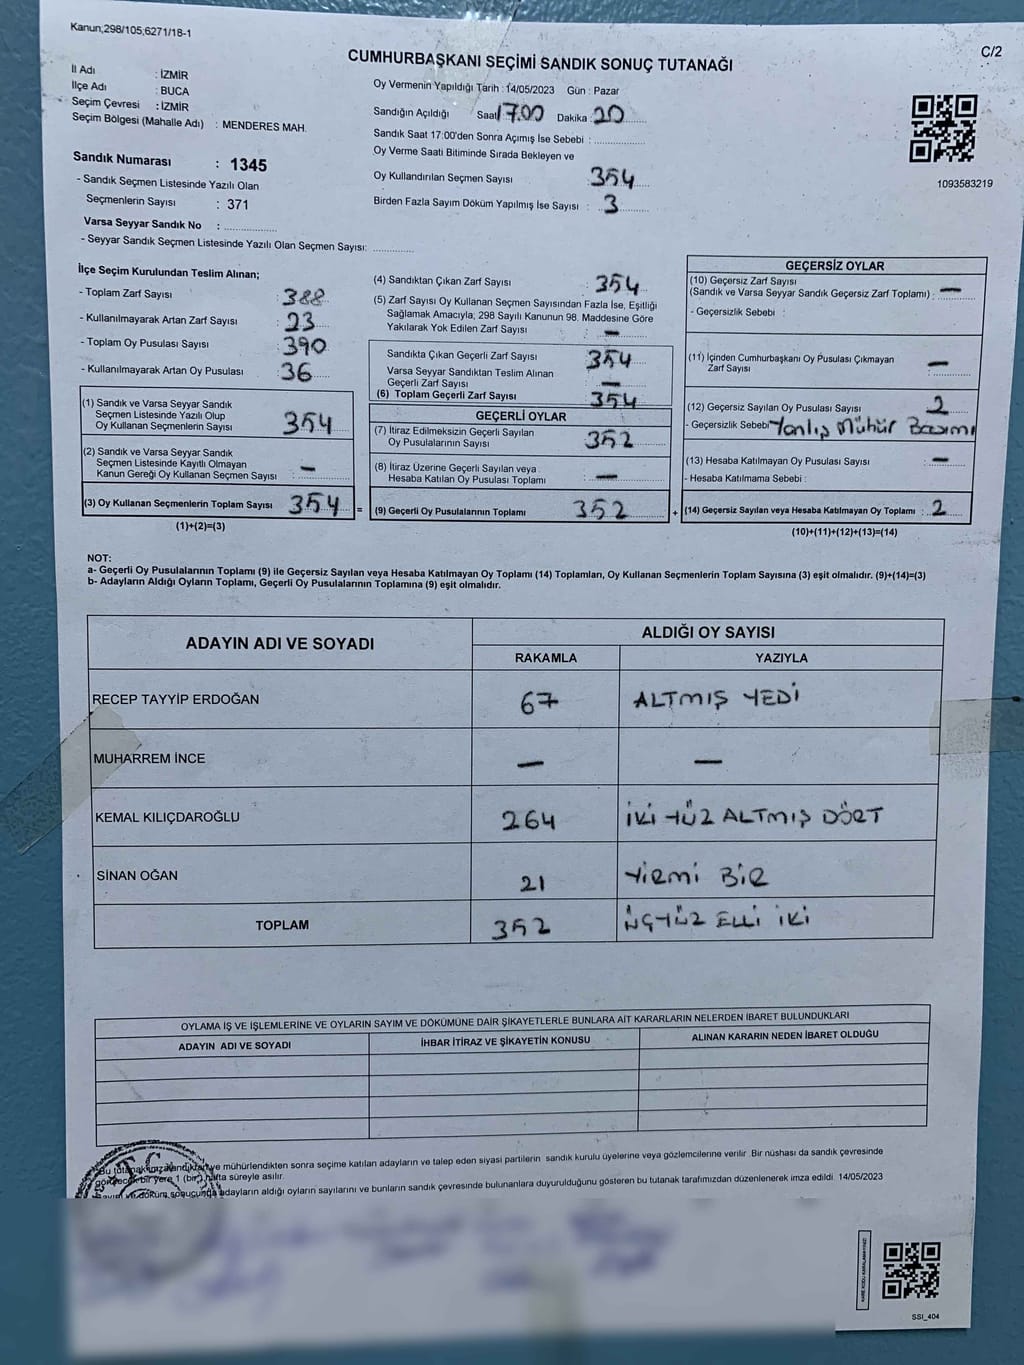 Kanun;298/105,6271/18-1
C/2
CUMHURBAŞKANI SEÇİMİ SANDIK SONUÇ TUTANAĞI
İl Adı : İZMİR
İlçe Adı : BUCA
Seçim Çevresi : İZMİR
Seçim Bölgesi (Mahalle Adı) : MENDERES MAH.
Oy Vermenin Yapıldığı Tarih : 14/05/2023 Gün : Pazar
Sandığın Açıldığı Saat 17.00 Dakika : 20
Sandık Saat 17:00'den Sonra Açımış İse Sebebi :
Oy Verme Saati Bitiminde Sırada Bekleyen ve
Oy Kullandırılan Seçmen Sayısı 354
Birden Fazla Sayım Döküm Yapılmış İse Sayısı : 3
1093583219
Sandık Numarası : 1345
- Sandık Seçmen Listesinde Yazılı Olan
Seçmenlerin Sayısı : 371
Varsa Seyyar Sandık No :
- Seyyar Sandık Seçmen Listesinde Yazılı Olan Seçmen Sayısı:
İlçe Seçim Kurulundan Teslim Alınan;
- Toplam Zarf Sayısı : 388
- Kullanılmayarak Artan Zarf Sayısı : 23
- Toplam Oy Pusulası Sayısı : 390
- Kullanılmayarak Artan Oy Pusulası : 36
(1) Sandık ve Varsa Seyyar Sandık
Seçmen Listesinde Yazılı Olup
Oy Kullanan Seçmenlerin Sayısı : 354
(2) Sandık ve Varsa Seyyar Sandık
Seçmen Listesinde Kayıtlı Olmayan
Kanun Gereği Oy Kullanan Seçmen Sayısı : —
(3) Oy Kullanan Seçmenlerin Toplam Sayısı : 354 =
(1)+(2)=(3)
(4) Sandıktan Çıkan Zarf Sayısı : 354
(5) Zarf Sayısı Oy Kullanan Seçmen Sayısından Fazla İse, Eşitliği
Sağlamak Amacıyla; 298 Sayılı Kanunun 98. Maddesine Göre
Yakılarak Yok Edilen Zarf Sayısı : —
Sandıkta Çıkan Geçerli Zarf Sayısı : 354
Varsa Seyyar Sandıktan Teslim Alınan
Geçerli Zarf Sayısı : —
(6) Toplam Geçerli Zarf Sayısı : 354
GEÇERLİ OYLAR
(7) İtiraz Edilmeksizin Geçerli Sayılan
Oy Pusulalarının Sayısı : 352
(8) İtiraz Üzerine Geçerli Sayılan veya
Hesaba Katılan Oy Pusulası Toplamı : —
(9) Geçerli Oy Pusulalarının Toplamı : 352 +
GEÇERSİZ OYLAR
(10) Geçersiz Zarf Sayısı
(Sandık ve Varsa Seyyar Sandık Geçersiz Zarf Toplamı) : —
- Geçersizlik Sebebi :
(11) İçinden Cumhurbaşkanı Oy Pusulası Çıkmayan
Zarf Sayısı : —
(12) Geçersiz Sayılan Oy Pusulası Sayısı : 2
- Geçersizlik Sebebi Yanlış Mühür Basımı
(13) Hesaba Katılmayan Oy Pusulası Sayısı : —
- Hesaba Katılmama Sebebi :
(14) Geçersiz Sayılan veya Hesaba Katılmayan Oy Toplamı : 2
(10)+(11)+(12)+(13)=(14)
NOT:
a- Geçerli Oy Pusulalarının Toplamı (9) ile Geçersiz Sayılan veya Hesaba Katılmayan Oy Toplamı (14) Toplamları, Oy Kullanan Seçmenlerin Toplam Sayısına (3) eşit olmalıdır. (9)+(14)=(3)
b- Adayların Aldığı Oyların Toplamı, Geçerli Oy Pusulalarının Toplamına (9) eşit olmalıdır.
ADAYIN ADI VE SOYADI
ALDIĞI OY SAYISI
RAKAMLA YAZIYLA
RECEP TAYYİP ERDOĞAN 67 ALTMIŞ YEDİ
MUHARREM İNCE — —
KEMAL KILIÇDAROĞLU 264 İKİ YÜZ ALTMIŞ DÖRT
SİNAN OĞAN 21 YİRMİ BİR
TOPLAM 352 ÜÇYÜZ ELLİ İKİ
OYLAMA İŞ VE İŞLEMLERİNE VE OYLARIN SAYIM VE DÖKÜMÜNE DAİR ŞİKAYETLERLE BUNLARA AİT KARARLARIN NELERDEN İBARET BULUNDUKLARI
ADAYIN ADI VE SOYADI İHBAR İTİRAZ VE ŞİKAYETİN KONUSU ALINAN KARARIN NEDEN İBARET OLDUĞU
T.C.
Bu tutanak imzalandıktan ve mühürlendikten sonra seçime katılan adayların ve talep eden siyasi partilerin sandık kurulu üyelerine veya gözlemcilerine verilir. Bir nüshası da sandık çevresinde
görülecek bir yere 1 (bir) hafta süreyle asılır.
Sayım ve döküm sonucunda adayların aldığı oyların sayılarını ve bunların sandık çevresinde bulunanlara duyurulduğunu gösteren bu tutanak tarafımızdan düzenlenerek imza edildi. 14/05/2023
KARE KODU KARALAMAYINIZ!
SSI_404